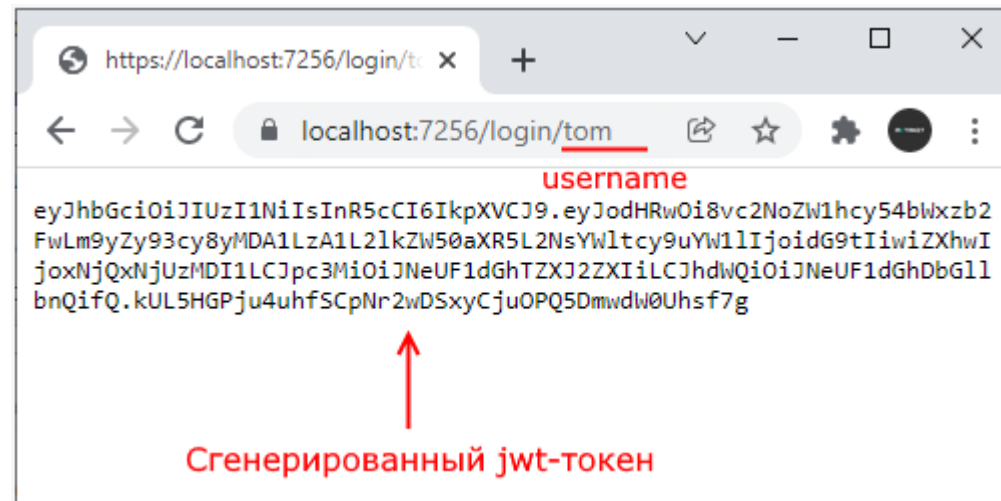 https://localhost:7256/login/to
localhost:7256/login/tom
username
eyJhbGciOiJIUzI1NiIsInR5cCI6IkpXVCJ9.eyJodHRwOi8vc2NoZW1hcy54bWxzb2
FwLm9yZy93cy8yMDA1LzA1L2lkZW50aXR5L2NsYWltcy9uYW1lIjoidG9tIiwiZXhwI
joxNjQxNjUzMDI1LCJpc3MiOiJNeUF1dGhTZXJ2ZXIiLCJhdWQiOiJNeUF1dGhDbGll
bnQifQ.kUL5HGPju4uhfSCpNr2wDSxyCjuOPQ5DmwdW0Uhsf7g
Сгенерированный jwt-токен